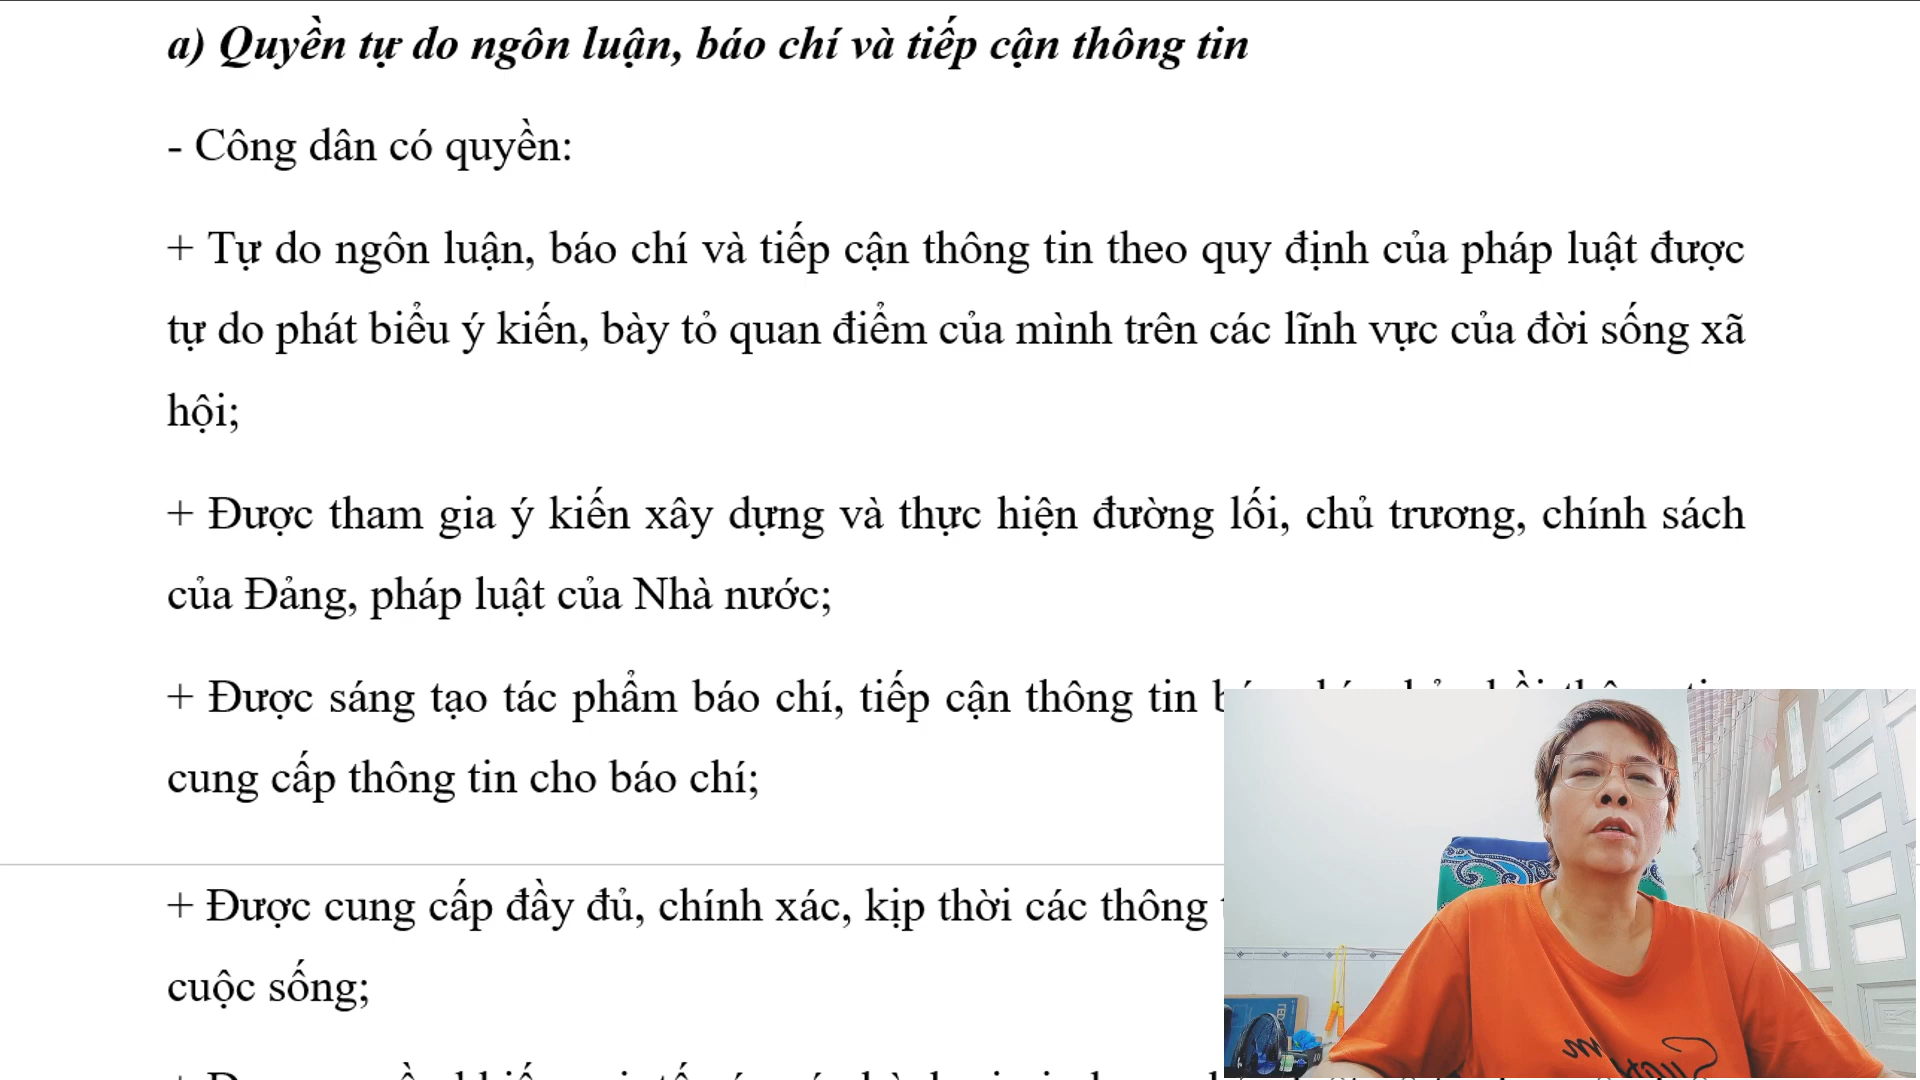 a) Quyền tự do ngôn luận, báo chí và tiếp cận thông tin
- Công dân có quyền:
+ Tự do ngôn luận, báo chí và tiếp cận thông tin theo quy định của pháp luật được
tự do phát biểu ý kiến, bày tỏ quan điểm của mình trên các lĩnh vực của đời sống xã
hội;
+ Được tham gia ý kiến xây dựng và thực hiện đường lối, chủ trương, chính sách
của Đảng, pháp luật của Nhà nước;
+ Được sáng tạo tác phẩm báo chí, tiếp cận thông tin
cung cấp thông tin cho báo chí;
+ Được cung cấp đầy đủ, chính xác, kịp thời các thông
cuộc sống;